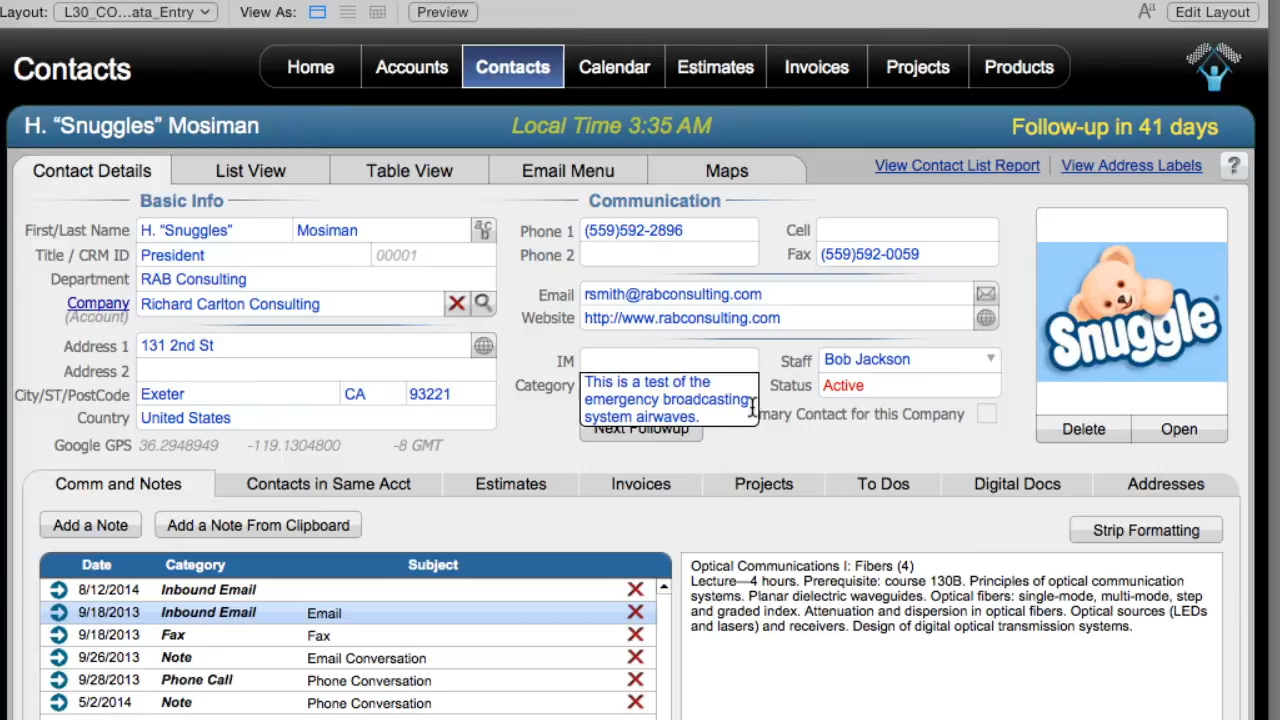 Layout: L30_CO...ata_Entry View As: Preview Aa Edit Layout
Contacts Home Accounts Contacts Calendar Estimates Invoices Projects Products
H. “Snuggles” Mosiman Local Time 3:35 AM Follow-up in 41 days
Contact Details List View Table View Email Menu Maps View Contact List Report View Address Labels ?
Basic Info Communication
First/Last Name H. “Snuggles” Mosiman abc Phone 1 (559)592-2896 Cell
Title / CRM ID President 00001 Phone 2 Fax (559)592-0059
Department RAB Consulting
Company Richard Carlton Consulting Email rsmith@rabconsulting.com
(Account) Website http://www.rabconsulting.com
Snuggle
Address 1 131 2nd St IM Staff Bob Jackson
Address 2 Category This is a test of the Status Active
City/ST/PostCode Exeter CA 93221 emergency broadcasting
Country United States system airwaves. mary Contact for this Company
Google GPS 36.2948949 -119.1304800 -8 GMT Next Followup Delete Open
Comm and Notes Contacts in Same Acct Estimates Invoices Projects To Dos Digital Docs Addresses
Add a Note Add a Note From Clipboard Strip Formatting
Date Category Subject
8/12/2014 Inbound Email
9/18/2013 Inbound Email Email
9/18/2013 Fax Fax
9/26/2013 Note Email Conversation
9/28/2013 Phone Call Phone Conversation
5/2/2014 Note Phone Conversation
Optical Communications I: Fibers (4)
Lecture—4 hours. Prerequisite: course 130B. Principles of optical communication
systems. Planar dielectric waveguides. Optical fibers: single-mode, multi-mode, step
and graded index. Attenuation and dispersion in optical fibers. Optical sources (LEDs
and lasers) and receivers. Design of digital optical transmission systems.